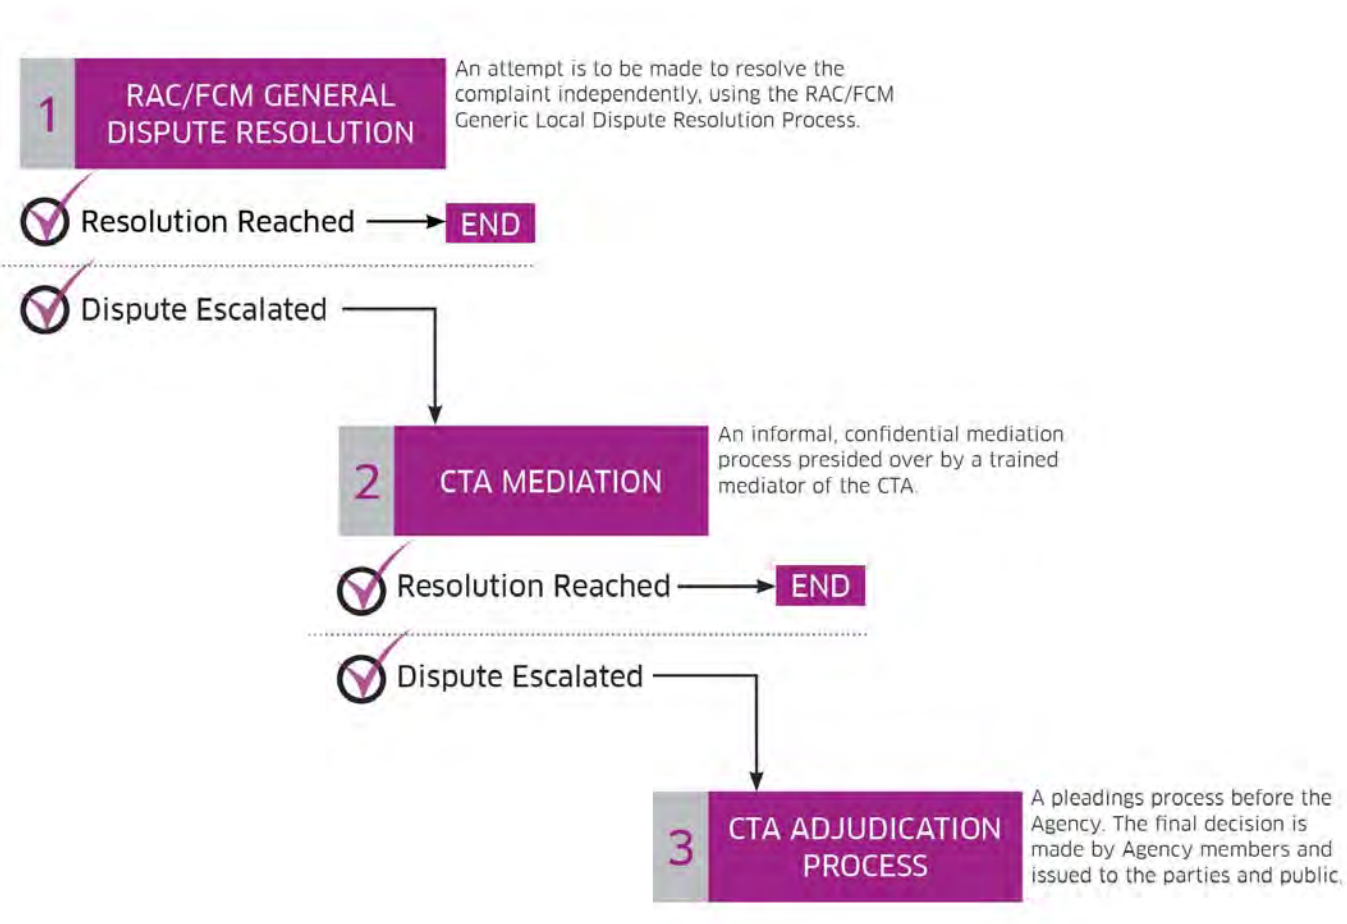 1
RAC/FCM GENERAL
DISPUTE RESOLUTION
An attempt is to be made to resolve the
complaint independently, using the RAC/FCM
Generic Local Dispute Resolution Process.
Resolution Reached
END
Dispute Escalated
2
CTA MEDIATION
An informal, confidential mediation
process presided over by a trained
mediator of the CTA.
Resolution Reached
END
Dispute Escalated
3
CTA ADJUDICATION
PROCESS
A pleadings process before the
Agency. The final decision is
made by Agency members and
issued to the parties and public.